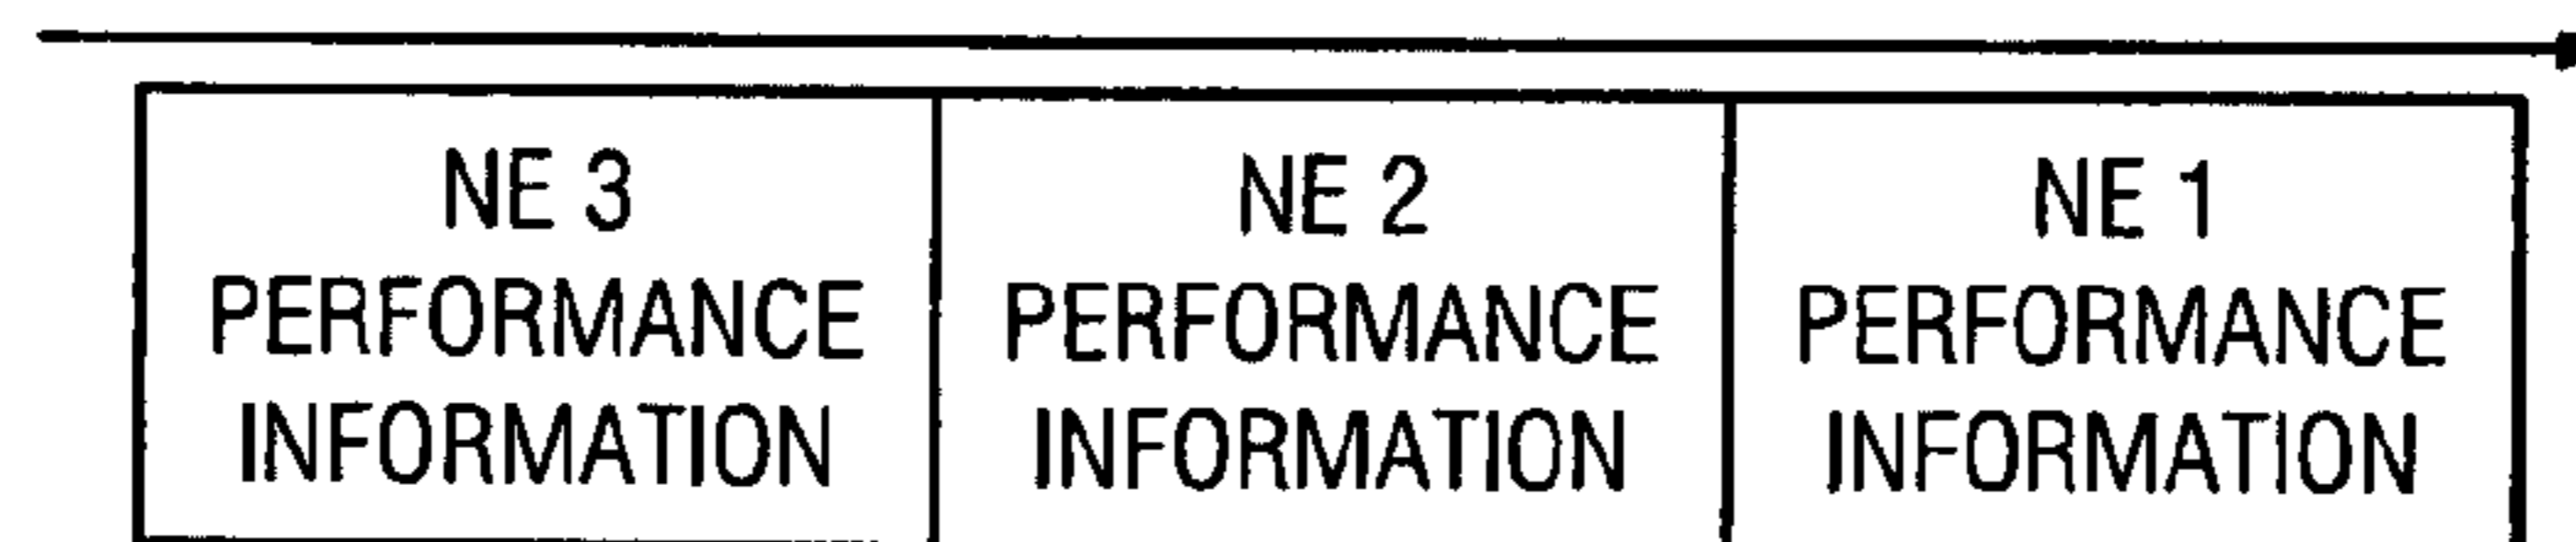 NE 3
PERFORMANCE
INFORMATION
NE 2
PERFORMANCE
INFORMATION
NE 1
PERFORMANCE
INFORMATION